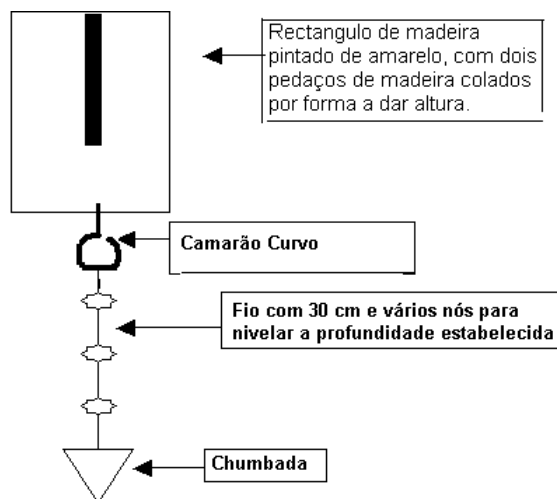 Rectangulo de madeira
pintado de amarelo, com dois
pedaços de madeira colados
por forma a dar altura.
Camarão Curvo
Fio com 30 cm e vários nós para
nivelar a profundidade estabelecida
Chumbada